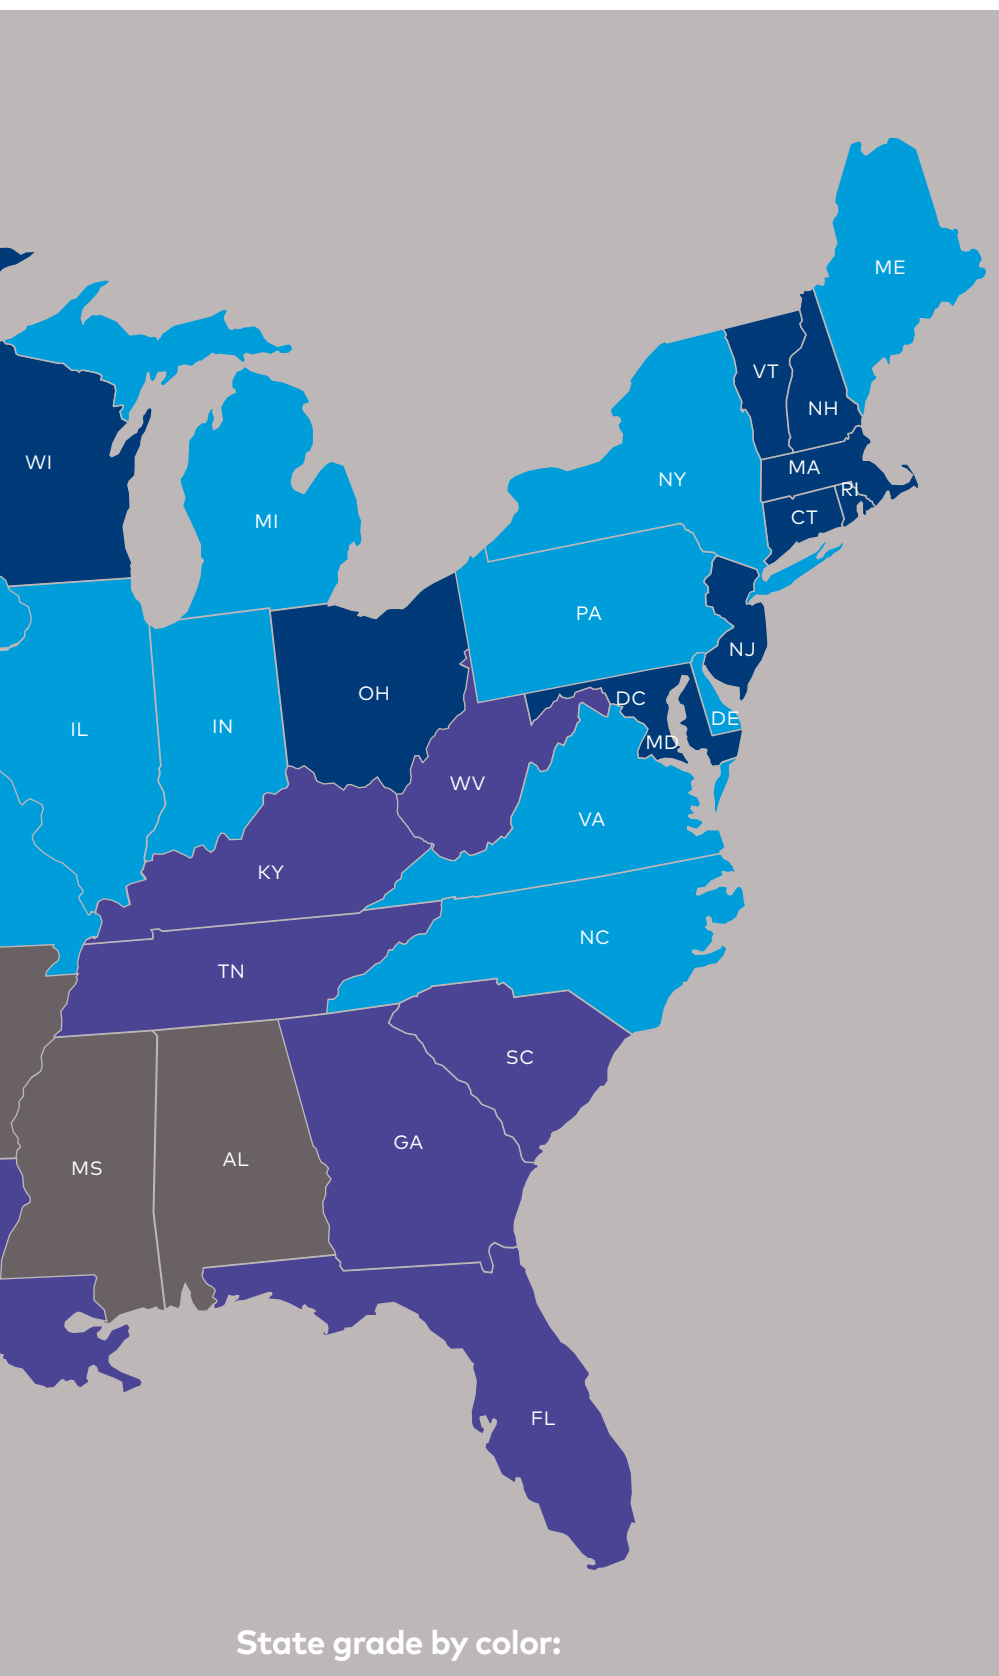 ME
VT
NH
WI
MA
NY
RI
CT
MI
PA
NJ
OH
DC
DE
IL
IN
MD
WV
VA
KY
NC
TN
SC
GA
AL
MS
FL
State grade by color: